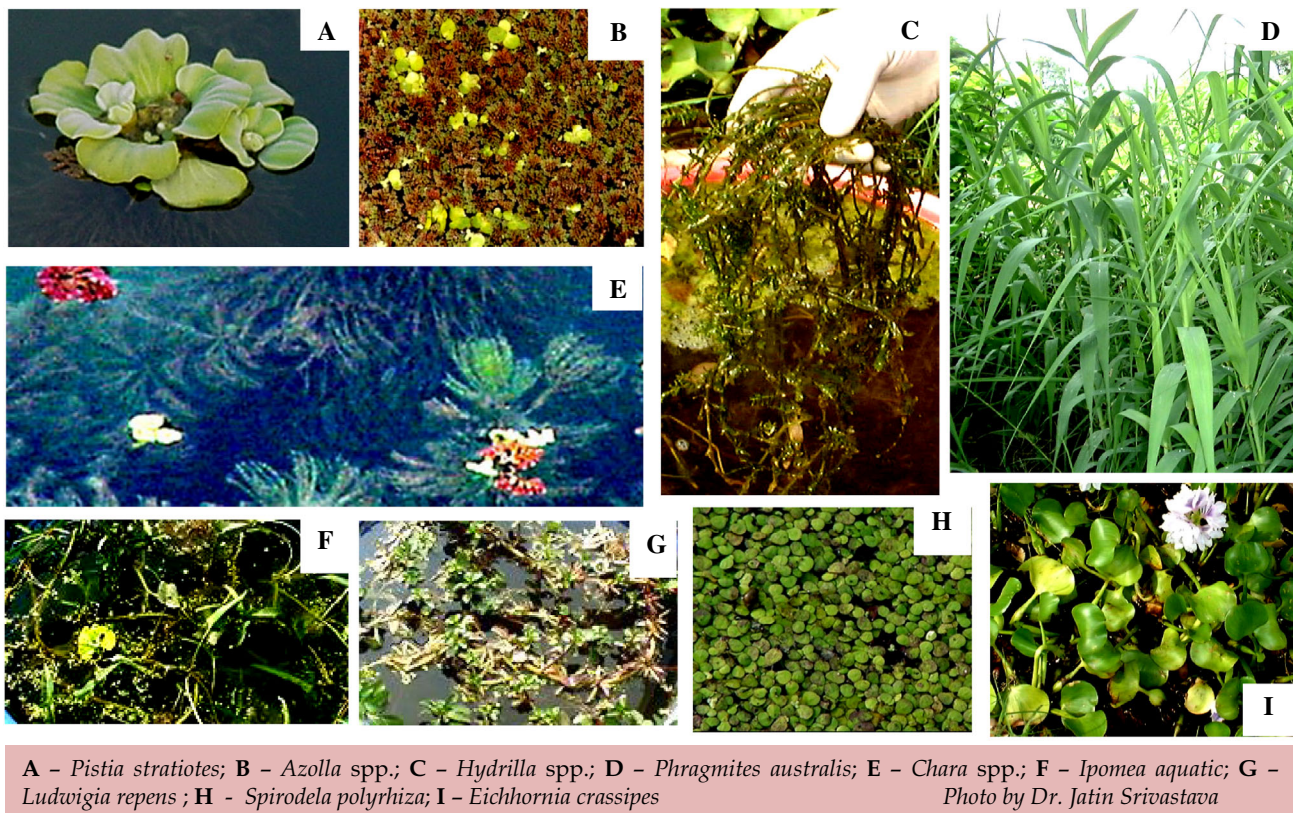 A
B
C
D
E
F
G
H
I
A – Pistia stratiotes; B – Azolla spp.; C – Hydrilla spp.; D – Phragmites australis; E – Chara spp.; F – Ipomea aquatic; G –
Ludwigia repens ; H - Spirodela polyrhiza; I – Eichhornia crassipes Photo by Dr. Jatin Srivastava